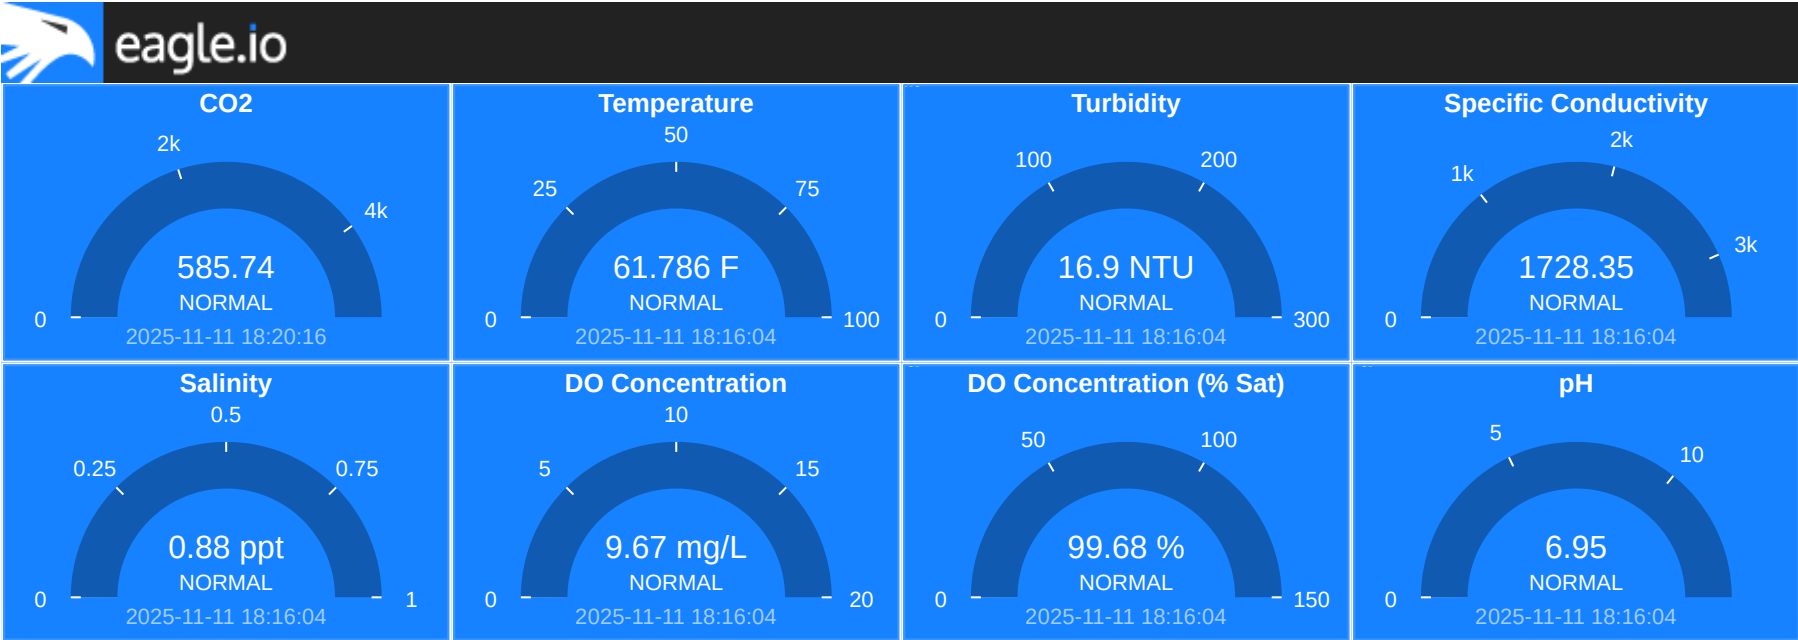 eagle.io
CO2
2k
4k
0
585.74
NORMAL
2025-11-11 18:20:16
Temperature
50
25
75
0
100
61.786 F
NORMAL
2025-11-11 18:16:04
Turbidity
100
200
0
300
16.9 NTU
NORMAL
2025-11-11 18:16:04
Specific Conductivity
2k
1k
3k
0
1728.35
NORMAL
2025-11-11 18:16:04
Salinity
0.5
0.25
0.75
0
1
0.88 ppt
NORMAL
2025-11-11 18:16:04
DO Concentration
10
5
15
0
20
9.67 mg/L
NORMAL
2025-11-11 18:16:04
DO Concentration (% Sat)
50
100
0
150
99.68 %
NORMAL
2025-11-11 18:16:04
pH
5
10
0
6.95
NORMAL
2025-11-11 18:16:04